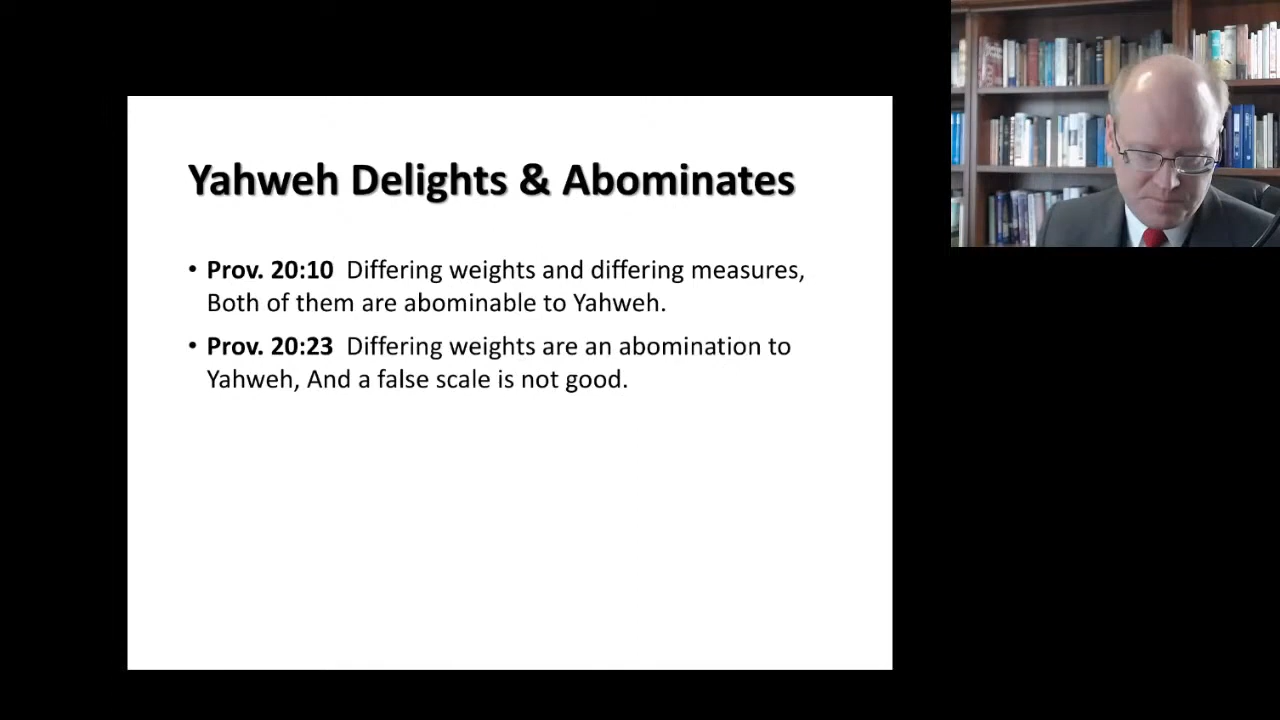 Yahweh Delights & Abominates
• Prov. 20:10 Differing weights and differing measures,
Both of them are abominable to Yahweh.
• Prov. 20:23 Differing weights are an abomination to
Yahweh, And a false scale is not good.